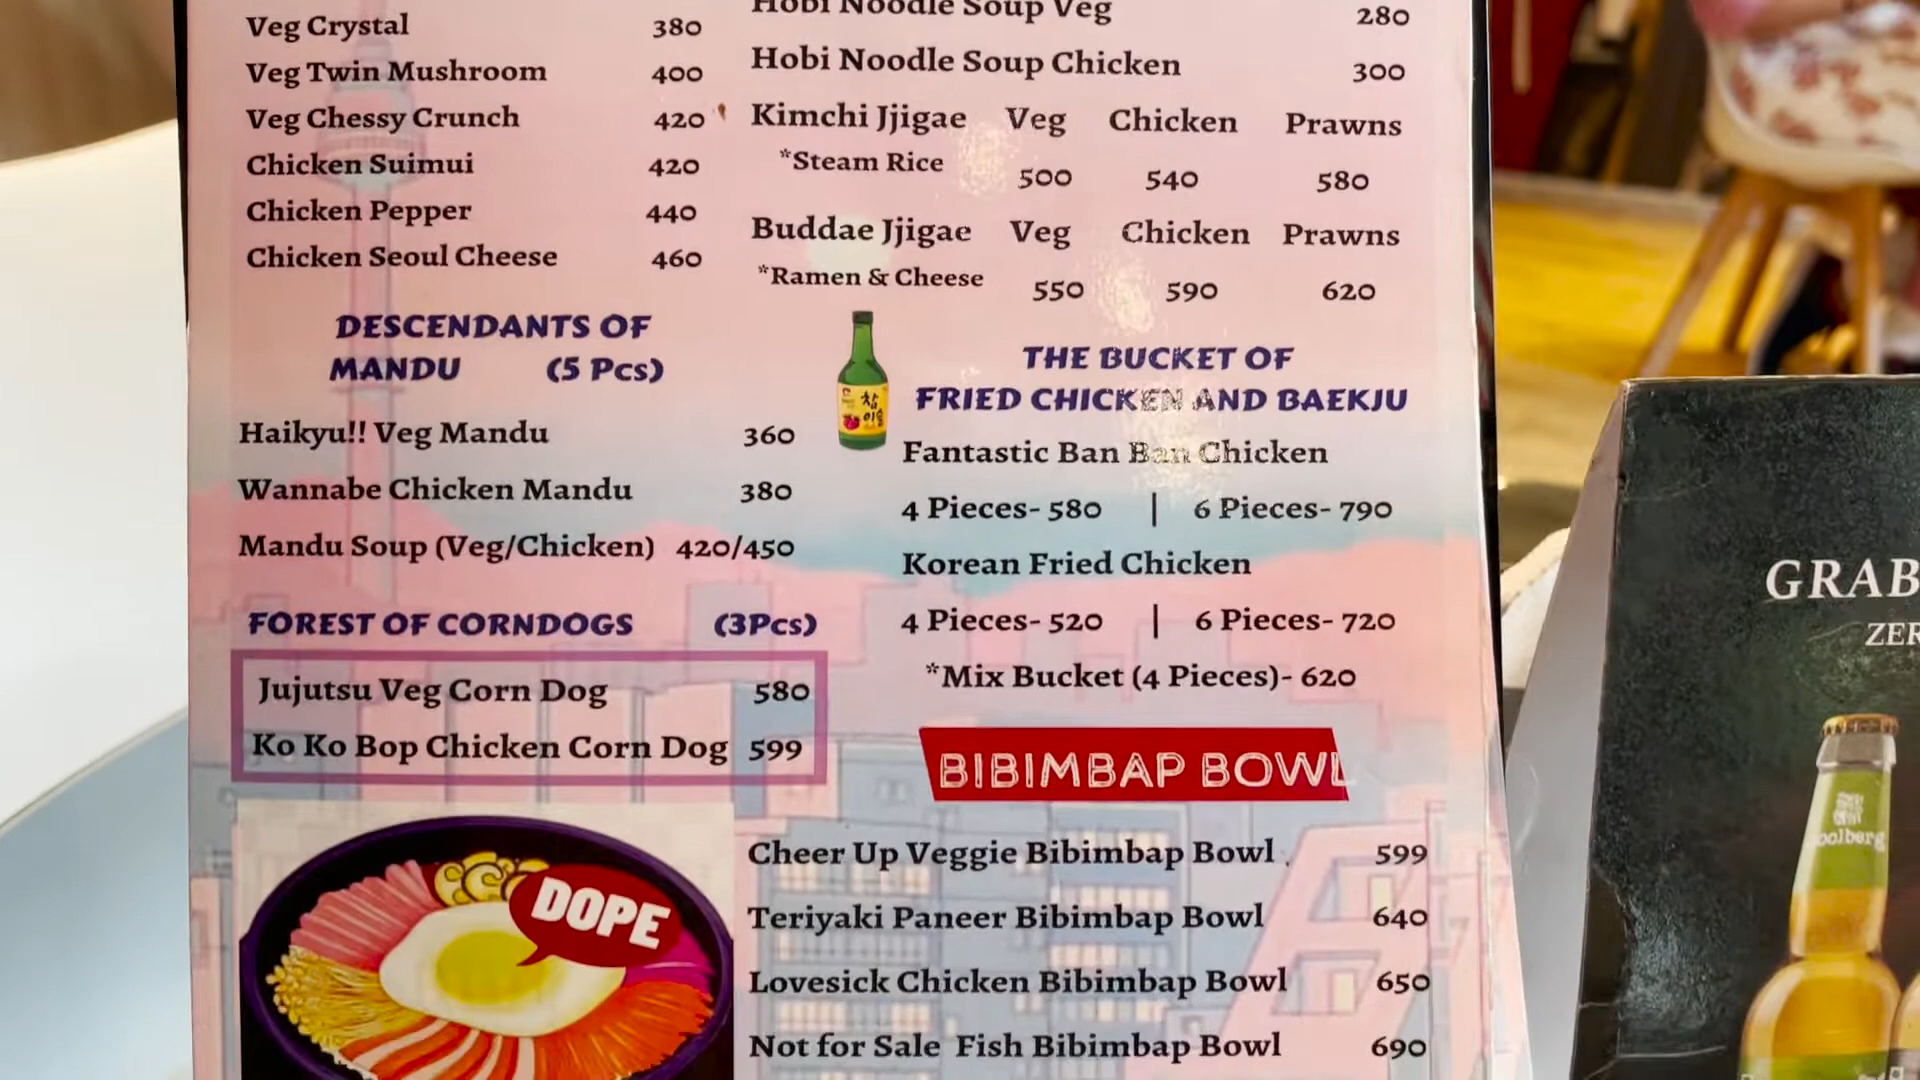 Veg Crystal 380
Veg Twin Mushroom 400
Veg Chessy Crunch 420
Chicken Suimui 420
Chicken Pepper 440
Chicken Seoul Cheese 460
DESCENDANTS OF
MANDU (5 Pcs)
Haikyu!! Veg Mandu 360
Wannabe Chicken Mandu 380
Mandu Soup (Veg/Chicken) 420/450
FOREST OF CORNDOGS (3Pcs)
Jujutsu Veg Corn Dog 580
Ko Ko Bop Chicken Corn Dog 599
DOPE
Hobi Noodle Soup Veg 280
Hobi Noodle Soup Chicken 300
Kimchi Jjigae Veg Chicken Prawns
*Steam Rice 500 540 580
Buddae Jjigae Veg Chicken Prawns
*Ramen & Cheese 550 590 620
참
이슬
THE BUCKET OF
FRIED CHICKEN AND BAEKJU
Fantastic Ban Ban Chicken
4 Pieces- 580 | 6 Pieces- 790
Korean Fried Chicken
4 Pieces- 520 | 6 Pieces- 720
*Mix Bucket (4 Pieces)- 620
BIBIMBAP BOWL
Cheer Up Veggie Bibimbap Bowl 599
Teriyaki Paneer Bibimbap Bowl 640
Lovesick Chicken Bibimbap Bowl 650
Not for Sale Fish Bibimbap Bowl 690
GRAB
ZER
oolberg